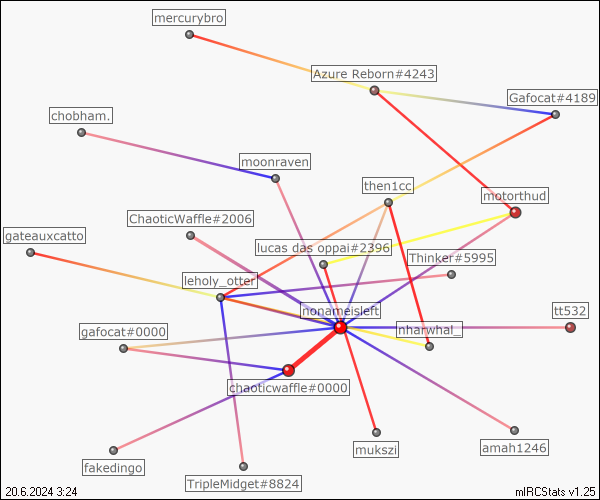 mercurybro
Azure Reborn#4243
Gafocat#4189
chobham.
moonraven
then1cc
motorthud
ChaoticWaffle#2006
gateauxcatto
lucas das oppai#2396
Thinker#5995
leholy_otter
nonameisleft
tt532
gafocat#0000
nharwhal_
chaoticwaffle#0000
mukszi
amah1246
fakedingo
TripleMidget#8824
20.6.2024 3:24
mIRCStats v1.25